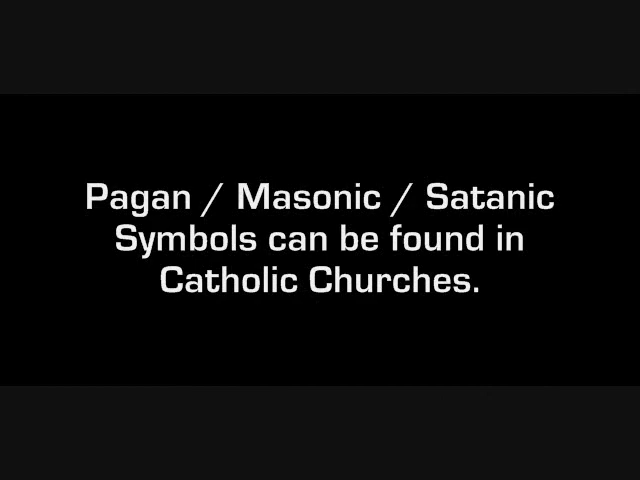 Pagan / Masonic / Satanic
Symbols can be found in
Catholic Churches.